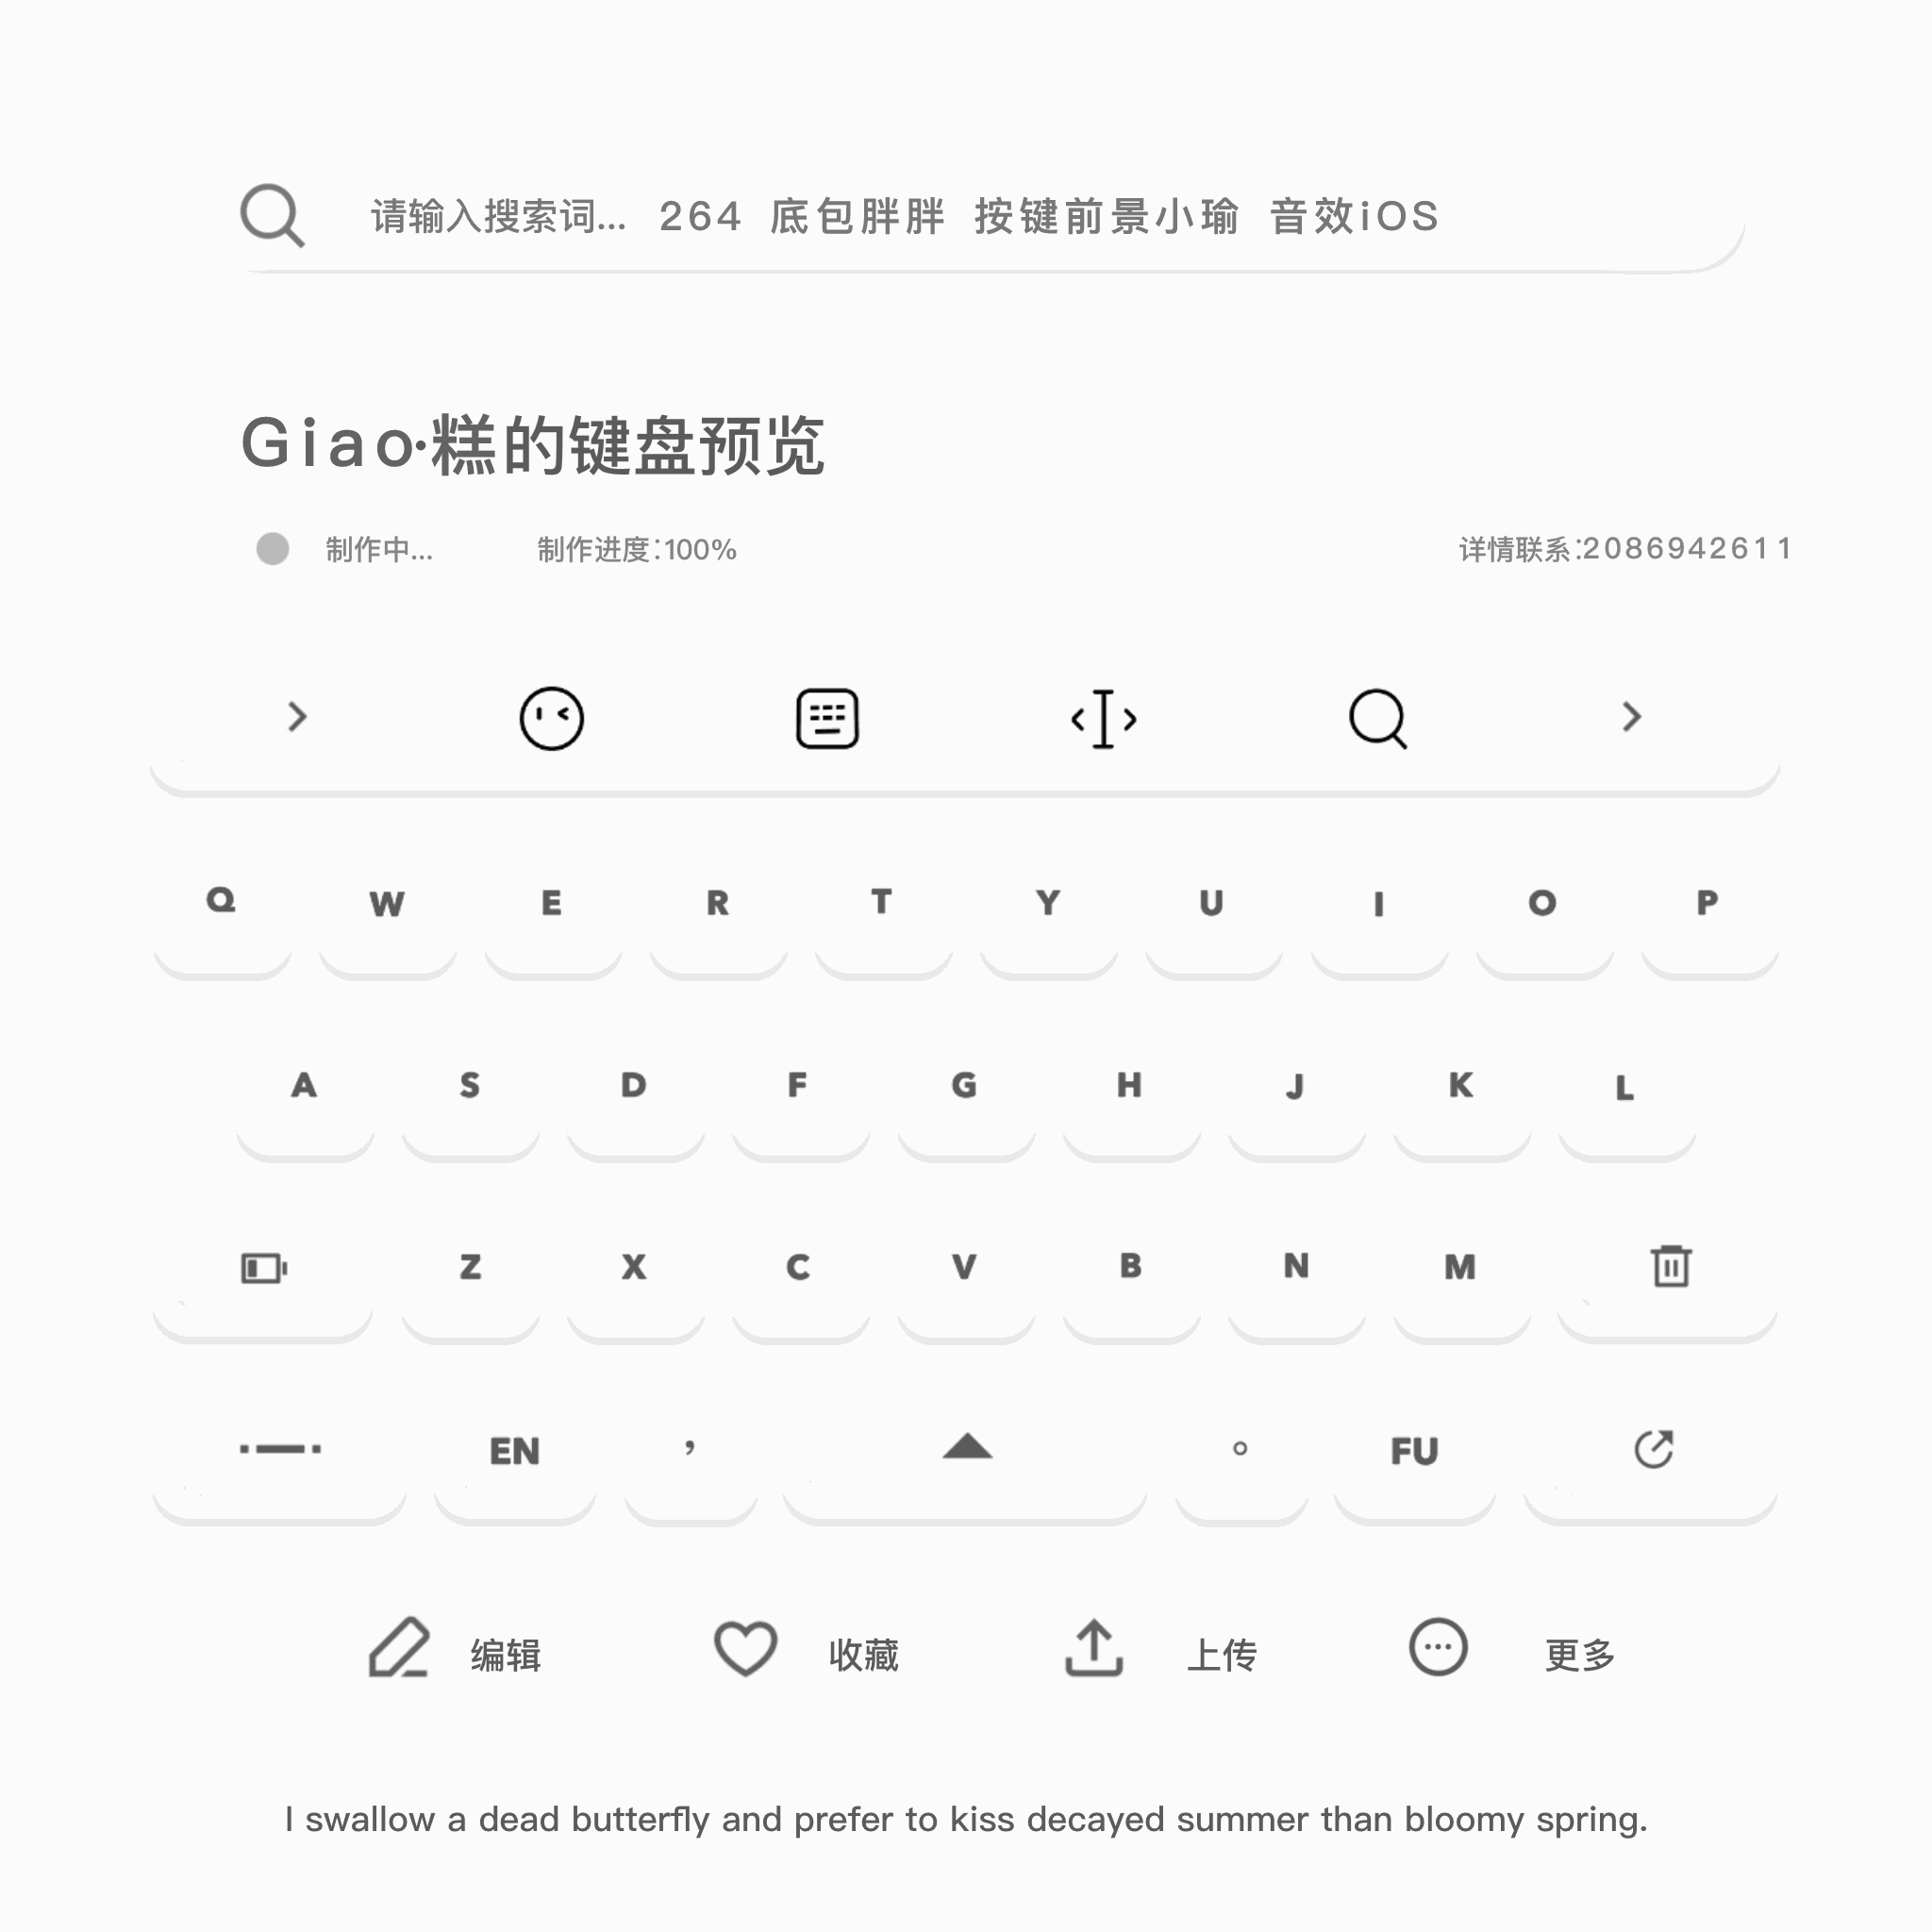 请输入搜索词... 264 底包胖胖 按键前景小瑜 音效iOS
Giao·糕的键盘预览
制作中... 制作进度:100% 详情联系:2086942611
Q W E R T Y U I O P
A S D F G H J K L
Z X C V B N M
EN , 。 FU
编辑 收藏 上传 更多
I swallow a dead butterfly and prefer to kiss decayed summer than bloomy spring.